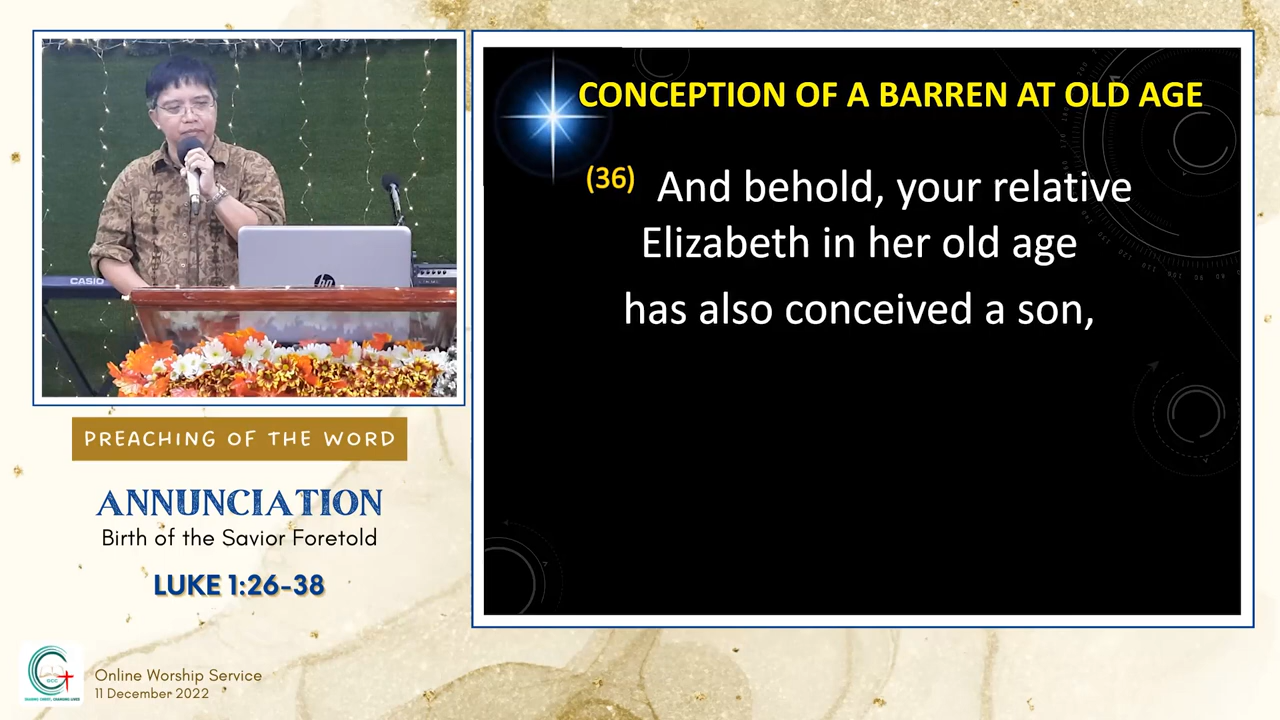 CONCEPTION OF A BARREN AT OLD AGE
(36) And behold, your relative
Elizabeth in her old age
has also conceived a son,
CASIO
hp
PREACHING OF THE WORD
ANNUNCIATION
Birth of the Savior Foretold
LUKE 1:26-38
Online Worship Service
11 December 2022